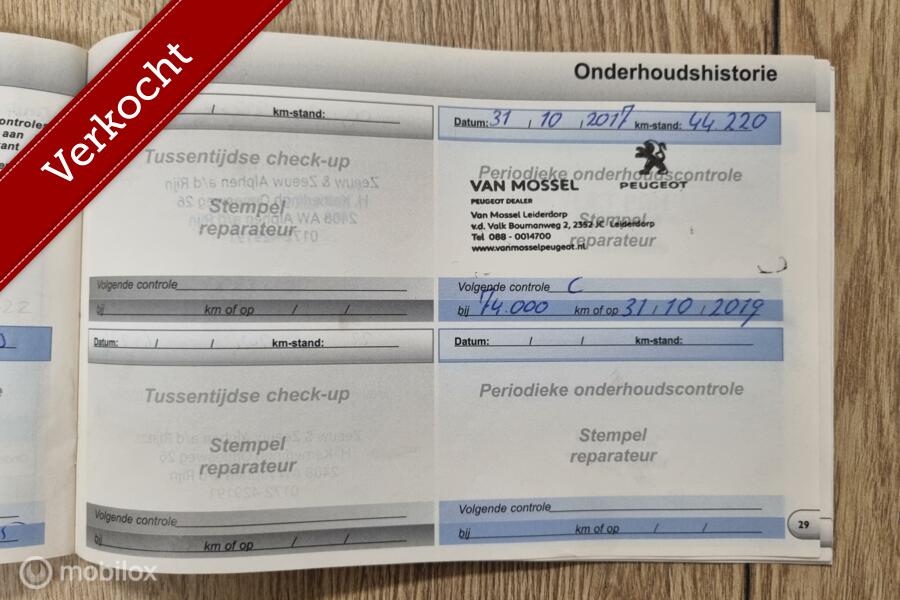 Verkocht
Onderhoudshistorie
controles
aan
/ km-stand:
Tussentijdse check-up
Stempel
reparateur
Volgende controle
bij km of op / /
Datum: 31 / 10 / 2017 km-stand: 44.220
Periodieke onderhoudscontrole
VAN MOSSEL
PEUGEOT
PEUGEOT DEALER
Van Mossel Leiderdorp
v.d. Valk Boumanweg 2, 2352 JC Leiderdorp
Tel 088 - 0014700
www.vanmosselpeugeot.nl
Stempel
reparateur
Volgende controle C
bij 74.000 km of op 31 / 10 / 2019
Datum: / / km-stand:
Tussentijdse check-up
Stempel
reparateur
Volgende controle
bij km of op / /
Datum: / / km-stand:
Periodieke onderhoudscontrole
Stempel
reparateur
Volgende controle
bij km of op / /
29
mobilox